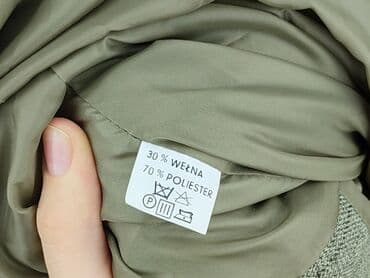 30 % WEŁNA
70 % POLIESTER
P